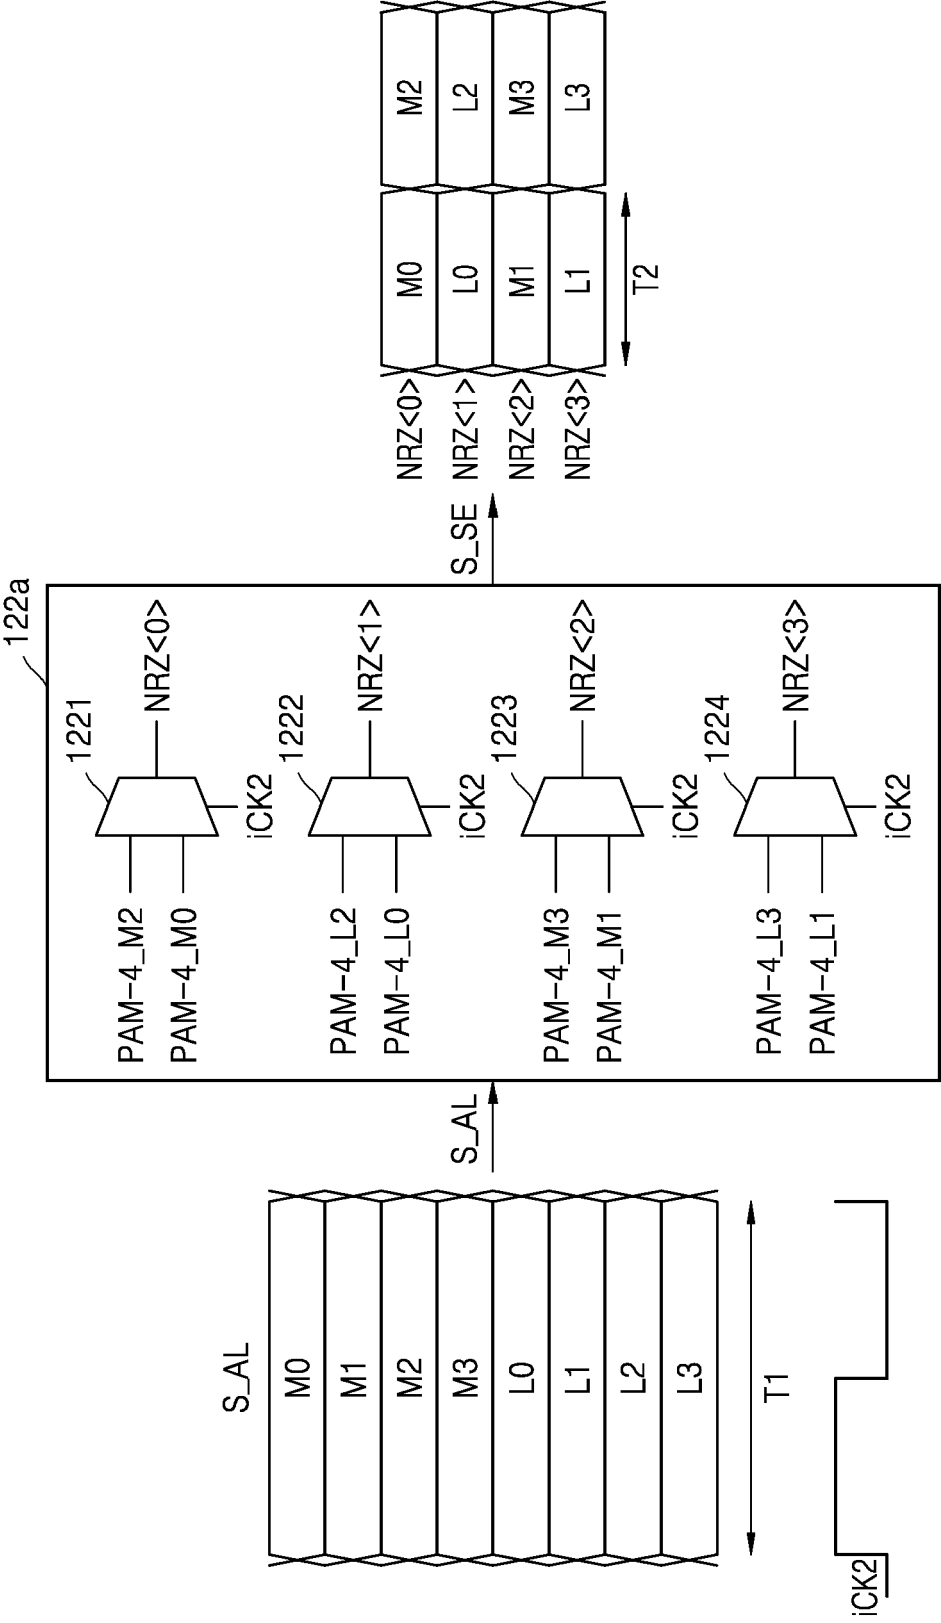 S_AL
M0
M1
M2
M3
L0
L1
L2
L3
T1
iCK2
S_AL
122a
PAM-4_M2
PAM-4_M0
1221
iCK2
NRZ<0>
PAM-4_L2
PAM-4_L0
1222
iCK2
NRZ<1>
PAM-4_M3
PAM-4_M1
1223
iCK2
NRZ<2>
PAM-4_L3
PAM-4_L1
1224
iCK2
NRZ<3>
S_SE
NRZ<0> M0 M2
NRZ<1> L0 L2
NRZ<2> M1 M3
NRZ<3> L1 L3
T2